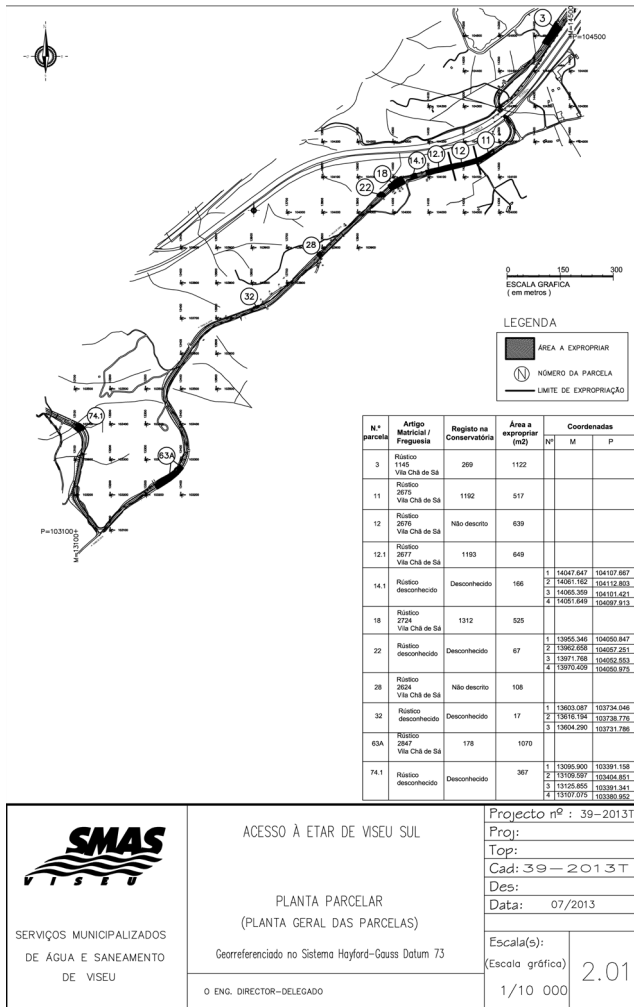 3
M=14500
P=104500
11
12
12.1
14.1
18
22
28
32
74.1
63A
P=103100
M=13100
0 150 300
ESCALA GRAFICA
( em metros )
LEGENDA
ÁREA A EXPROPRIAR
N NÚMERO DA PARCELA
LIMITE DE EXPROPRIAÇÃO
N.º parcela Artigo Matricial / Freguesia Registo na Conservatória Área a expropriar (m2) Coordenadas
Nº M P
3 Rústico 1145 Vila Chã de Sá 269 1122
11 Rústico 2675 Vila Chã de Sá 1192 517
12 Rústico 2676 Vila Chã de Sá Não descrito 639
12.1 Rústico 2677 Vila Chã de Sá 1193 649
14.1 Rústico desconhecido Desconhecido 166
1 14047.647 104107.667
2 14061.162 104112.803
3 14065.359 104101.421
4 14051.649 104097.913
18 Rústico 2724 Vila Chã de Sá 1312 525
22 Rústico desconhecido Desconhecido 67
1 13955.346 104050.847
2 13962.658 104057.251
3 13971.768 104052.553
4 13970.409 104050.975
28 Rústico 2624 Vila Chã de Sá Não descrito 108
32 Rústico desconhecido Desconhecido 17
1 13603.087 103734.046
2 13616.194 103738.776
3 13604.290 103731.786
63A Rústico 2847 Vila Chã de Sá 178 1070
74.1 Rústico desconhecido Desconhecido 367
1 13095.900 103391.158
2 13109.597 103404.851
3 13125.855 103391.341
4 13107.075 103380.952
SMAS
VISEU
SERVIÇOS MUNICIPALIZADOS
DE ÁGUA E SANEAMENTO
DE VISEU
ACESSO À ETAR DE VISEU SUL
PLANTA PARCELAR
(PLANTA GERAL DAS PARCELAS)
Georreferenciado no Sistema Hayford-Gauss Datum 73
O ENG. DIRECTOR-DELEGADO
Projecto nº : 39-2013T
Proj:
Top:
Cad: 39-2013T
Des:
Data: 07/2013
Escala(s):
(Escala gráfica)
1/10 000
2.01